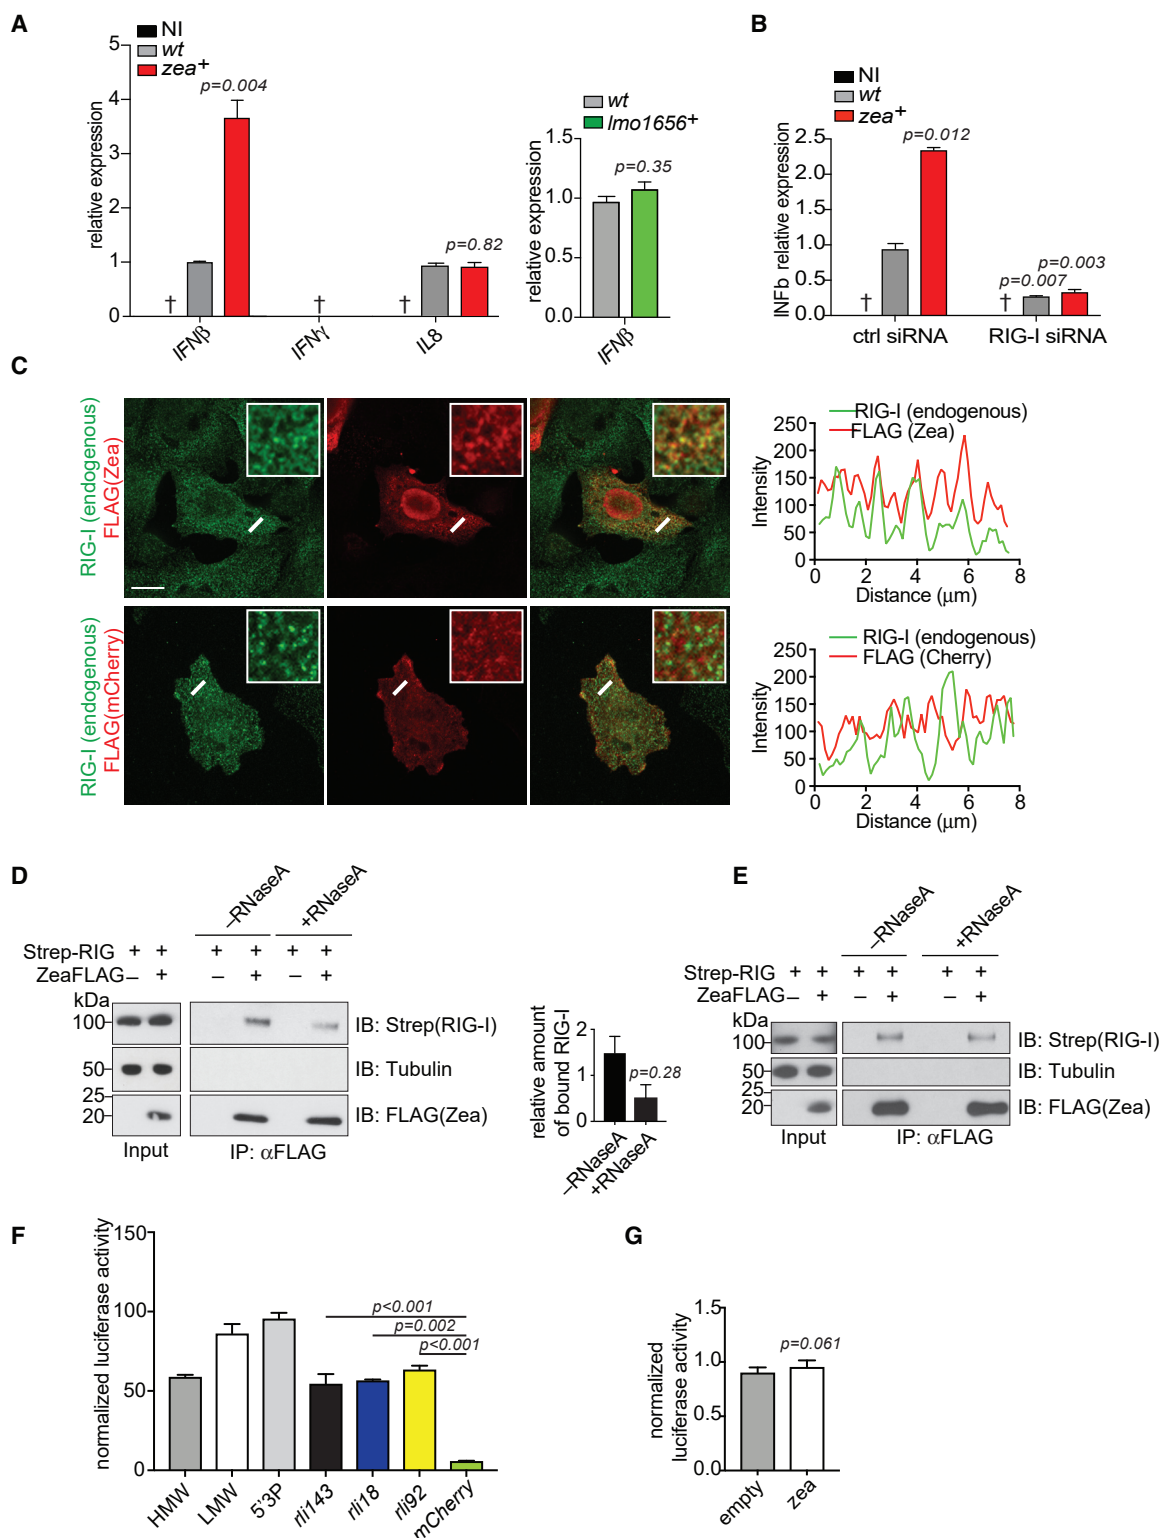 A
NI
wt
zea+
5
4
3
2
1
0
relative expression
p=0.004
p=0.82
†
†
†
IFNβ
IFNγ
IL8
wt
lmo1656+
1.5
1.0
0.5
0.0
relative expression
p=0.35
IFNβ
B
NI
wt
zea+
2.5
2.0
1.5
1.0
0.5
0.0
INFb relative expression
p=0.012
p=0.003
p=0.007
†
†
ctrl siRNA
RIG-I siRNA
C
RIG-I (endogenous)
FLAG(Zea)
RIG-I (endogenous)
FLAG (Zea)
250
200
150
100
50
0
Intensity
0
2
4
6
8
Distance (μm)
RIG-I (endogenous)
FLAG(mCherry)
RIG-I (endogenous)
FLAG (Cherry)
250
200
150
100
50
0
Intensity
0
2
4
6
8
Distance (μm)
D
–RNaseA
+RNaseA
Strep-RIG + + + + + +
ZeaFLAG – + – + – +
kDa
100
IB: Strep(RIG-I)
50
IB: Tubulin
25
20
IB: FLAG(Zea)
Input
IP: αFLAG
relative amount
of bound RIG-I
2
1
0
p=0.28
–RNaseA
+RNaseA
E
–RNaseA
+RNaseA
Strep-RIG + + + + + +
ZeaFLAG – + – + – +
kDa
100
IB: Strep(RIG-I)
50
IB: Tubulin
25
20
IB: FLAG(Zea)
Input
IP: αFLAG
F
normalized luciferase activity
150
100
50
0
p<0.001
p=0.002
p<0.001
HMW
LMW
5'3P
rli143
rli18
rli92
mCherry
G
normalized
luciferase activity
1.5
1.0
0.5
0.0
p=0.061
empty
zea